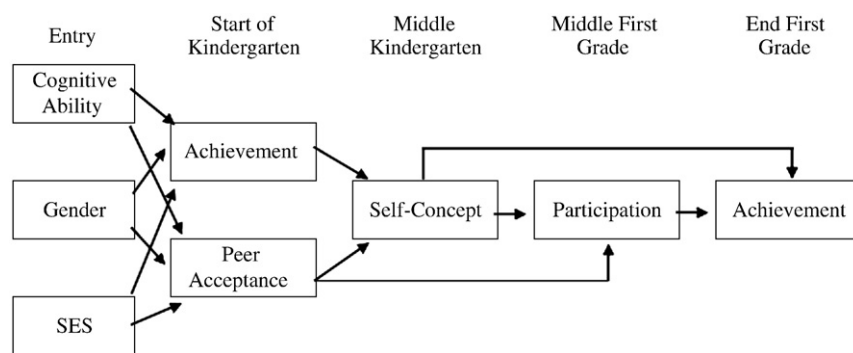 Entry
Start of
Kindergarten
Middle
Kindergarten
Middle First
Grade
End First
Grade
Cognitive
Ability
Gender
SES
Achievement
Peer
Acceptance
Self-Concept
Participation
Achievement